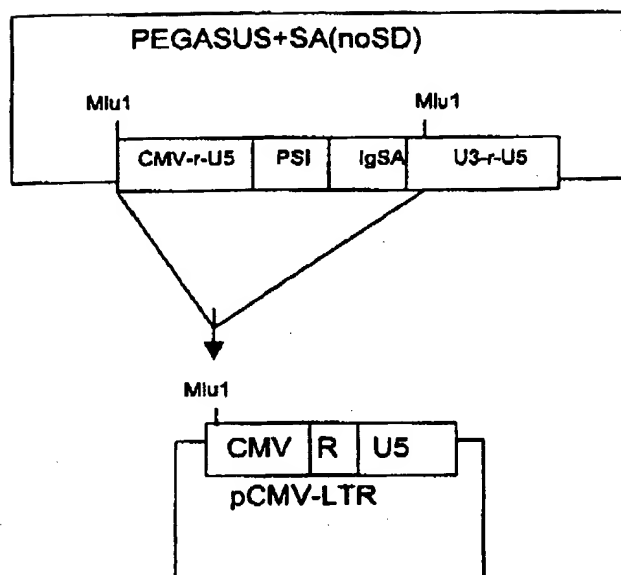 PEGASUS+SA(noSD)
Mlu1 Mlu1
CMV-r-U5 PSI IgSA U3-r-U5
Mlu1
CMV R U5
pCMV-LTR